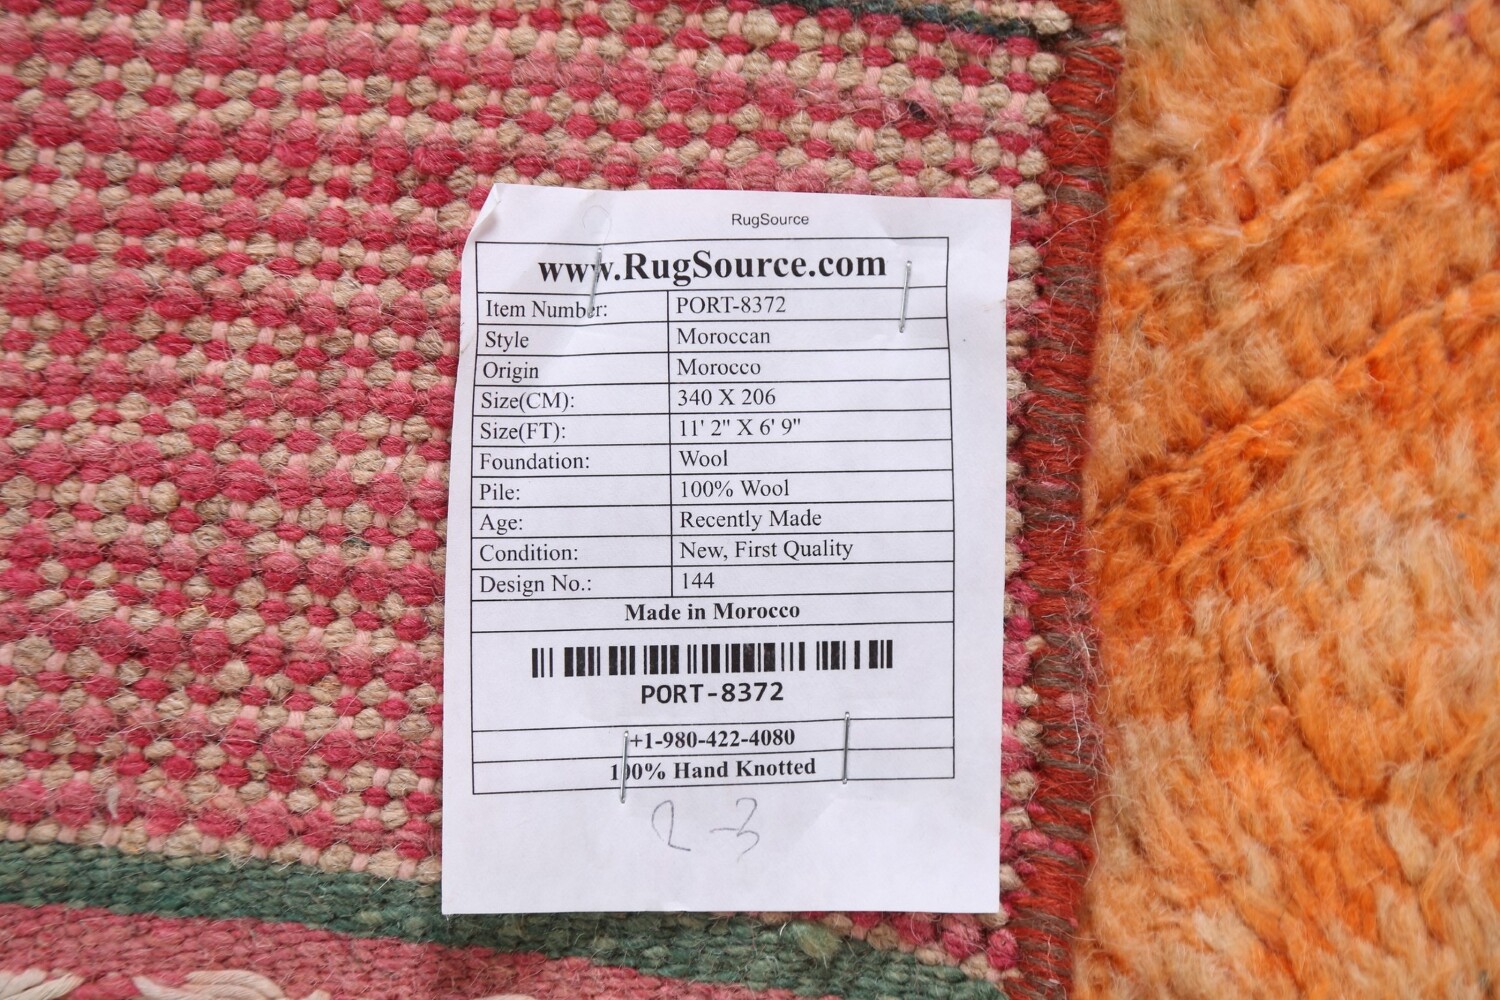 RugSource
www.RugSource.com
Item Number: PORT-8372
Style Moroccan
Origin Morocco
Size(CM): 340 X 206
Size(FT): 11' 2" X 6' 9"
Foundation: Wool
Pile: 100% Wool
Age: Recently Made
Condition: New, First Quality
Design No.: 144
Made in Morocco
PORT-8372
+1-980-422-4080
100% Hand Knotted